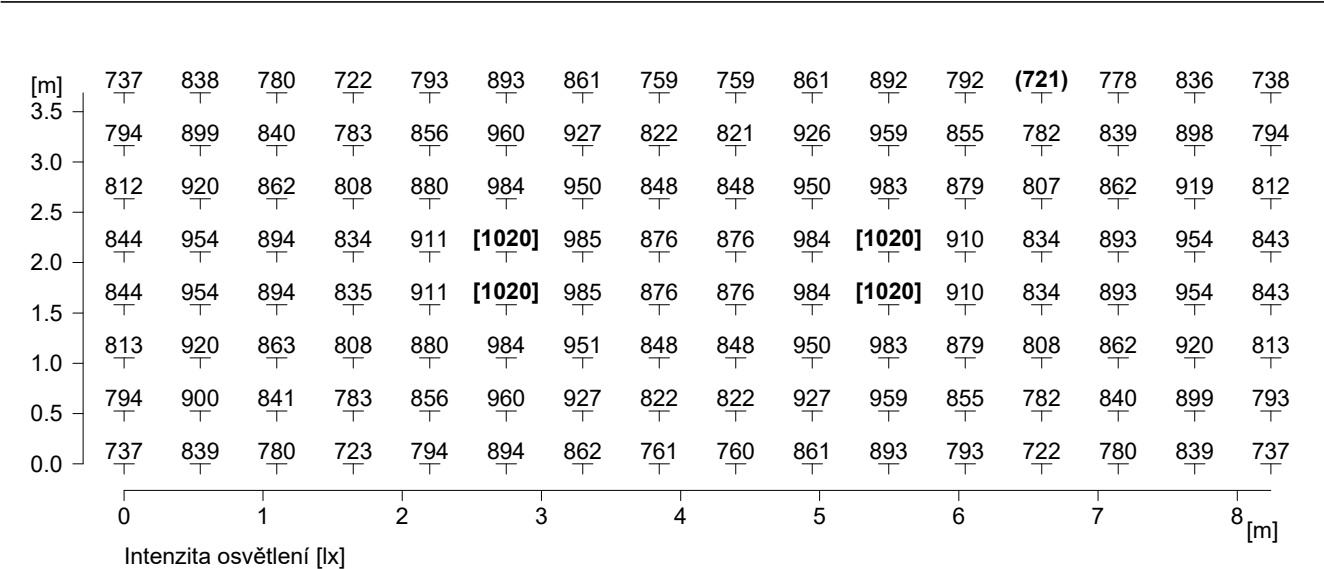 [m] 737 838 780 722 793 893 861 759 759 861 892 792 (721) 778 836 738
3.5
794 899 840 783 856 960 927 822 821 926 959 855 782 839 898 794
3.0
812 920 862 808 880 984 950 848 848 950 983 879 807 862 919 812
2.5
844 954 894 834 911 [1020] 985 876 876 984 [1020] 910 834 893 954 843
2.0
844 954 894 835 911 [1020] 985 876 876 984 [1020] 910 834 893 954 843
1.5
813 920 863 808 880 984 951 848 848 950 983 879 808 862 920 813
1.0
794 900 841 783 856 960 927 822 822 927 959 855 782 840 899 793
0.5
737 839 780 723 794 894 862 761 760 861 893 793 722 780 839 737
0.0
0 1 2 3 4 5 6 7 8 [m]
Intenzita osvětlení [lx]